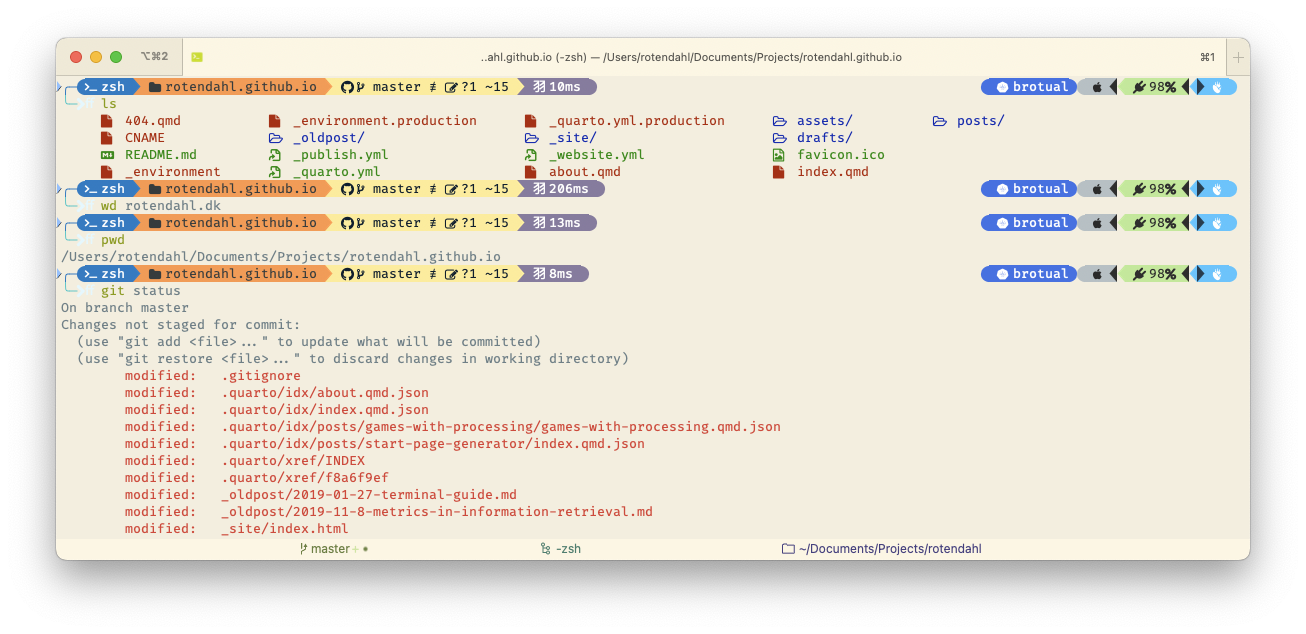 ⌥⌘2 ..ahl.github.io (-zsh) — /Users/rotendahl/Documents/Projects/rotendahl.github.io ⌘1
zsh rotendahl.github.io master ≢ ?1 ~15 10ms brotual 98%
ls
404.qmd _environment.production _quarto.yml.production assets/ posts/
CNAME _oldpost/ _site/ drafts/
README.md _publish.yml _website.yml favicon.ico
_environment _quarto.yml about.qmd index.qmd
zsh rotendahl.github.io master ≢ ?1 ~15 206ms brotual 98%
wd rotendahl.dk
zsh rotendahl.github.io master ≢ ?1 ~15 13ms brotual 98%
pwd
/Users/rotendahl/Documents/Projects/rotendahl.github.io
zsh rotendahl.github.io master ≢ ?1 ~15 8ms brotual 98%
git status
On branch master
Changes not staged for commit:
(use "git add <file>..." to update what will be committed)
(use "git restore <file>..." to discard changes in working directory)
modified: .gitignore
modified: .quarto/idx/about.qmd.json
modified: .quarto/idx/index.qmd.json
modified: .quarto/idx/posts/games-with-processing/games-with-processing.qmd.json
modified: .quarto/idx/posts/start-page-generator/index.qmd.json
modified: .quarto/xref/INDEX
modified: .quarto/xref/f8a6f9ef
modified: _oldpost/2019-01-27-terminal-guide.md
modified: _oldpost/2019-11-8-metrics-in-information-retrieval.md
modified: _site/index.html
master + • -zsh ~/Documents/Projects/rotendahl